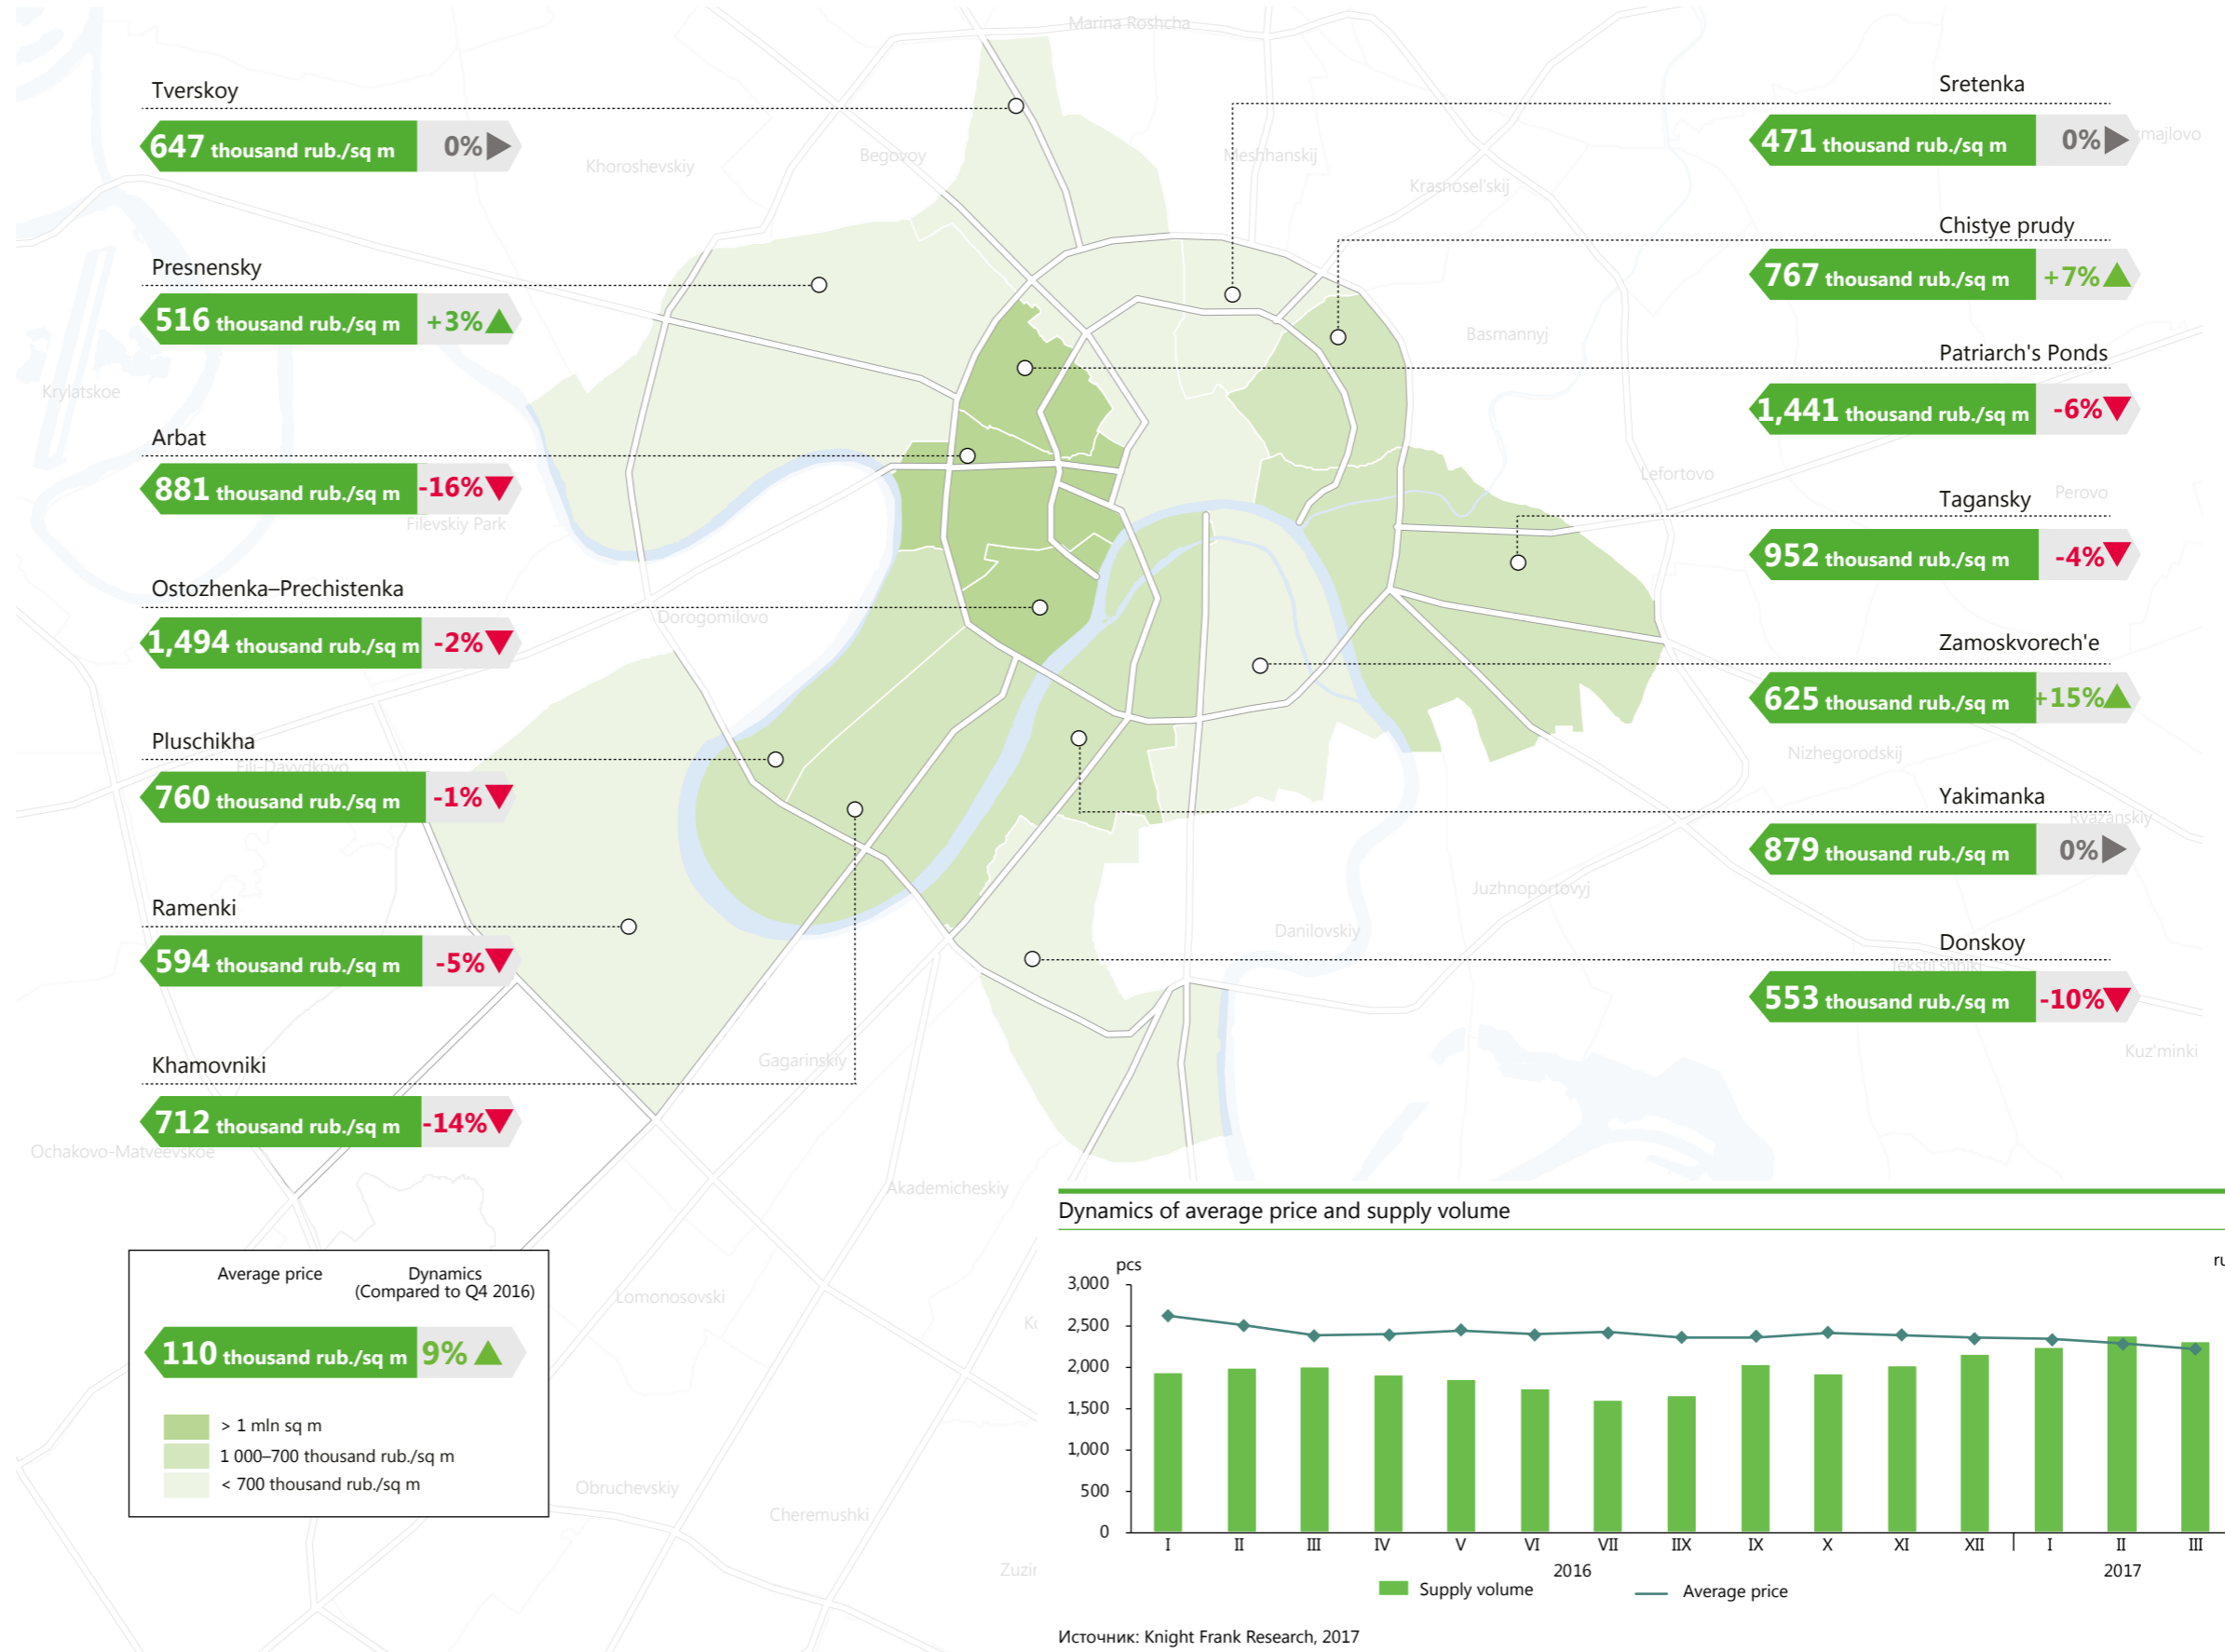 Marina Roshcha
Tverskoy
647 thousand rub./sq m 0%
Presnensky
516 thousand rub./sq m +3%
Arbat
881 thousand rub./sq m -16%
Ostozhenka–Prechistenka
1,494 thousand rub./sq m -2%
Pluschikha
760 thousand rub./sq m -1%
Ramenki
594 thousand rub./sq m -5%
Khamovniki
712 thousand rub./sq m -14%
Sretenka
471 thousand rub./sq m 0%
Chistye prudy
767 thousand rub./sq m +7%
Patriarch's Ponds
1,441 thousand rub./sq m -6%
Tagansky
952 thousand rub./sq m -4%
Zamoskvorech'e
625 thousand rub./sq m +15%
Yakimanka
879 thousand rub./sq m 0%
Donskoy
553 thousand rub./sq m -10%
Khoroshevskiy
Begovoy
Meshhanskij
Krasnosel'skij
zmajlovo
Basmannyj
Krylatskoe
Lefortovo
Perovo
Filevskiy Park
Dorogomilovo
Fili-Davydkovo
Nizhegorodskij
Ryazanskiy
Juzhnoportovyj
Danilovskiy
Tekstil'shhiki
Kuz'minki
Gagarinskiy
Ochakovo-Matveevskoe
Akademicheskiy
Lomonosovski
Obruchevskiy
Cheremushki
Zuzir
Average price
Dynamics
(Compared to Q4 2016)
110 thousand rub./sq m 9%
> 1 mln sq m
1 000–700 thousand rub./sq m
< 700 thousand rub./sq m
Dynamics of average price and supply volume
pcs
ru
3,000
2,500
2,000
1,500
1,000
500
0
I II III IV V VI VII IIX IX X XI XII I II III
2016 2017
Supply volume Average price
Источник: Knight Frank Research, 2017